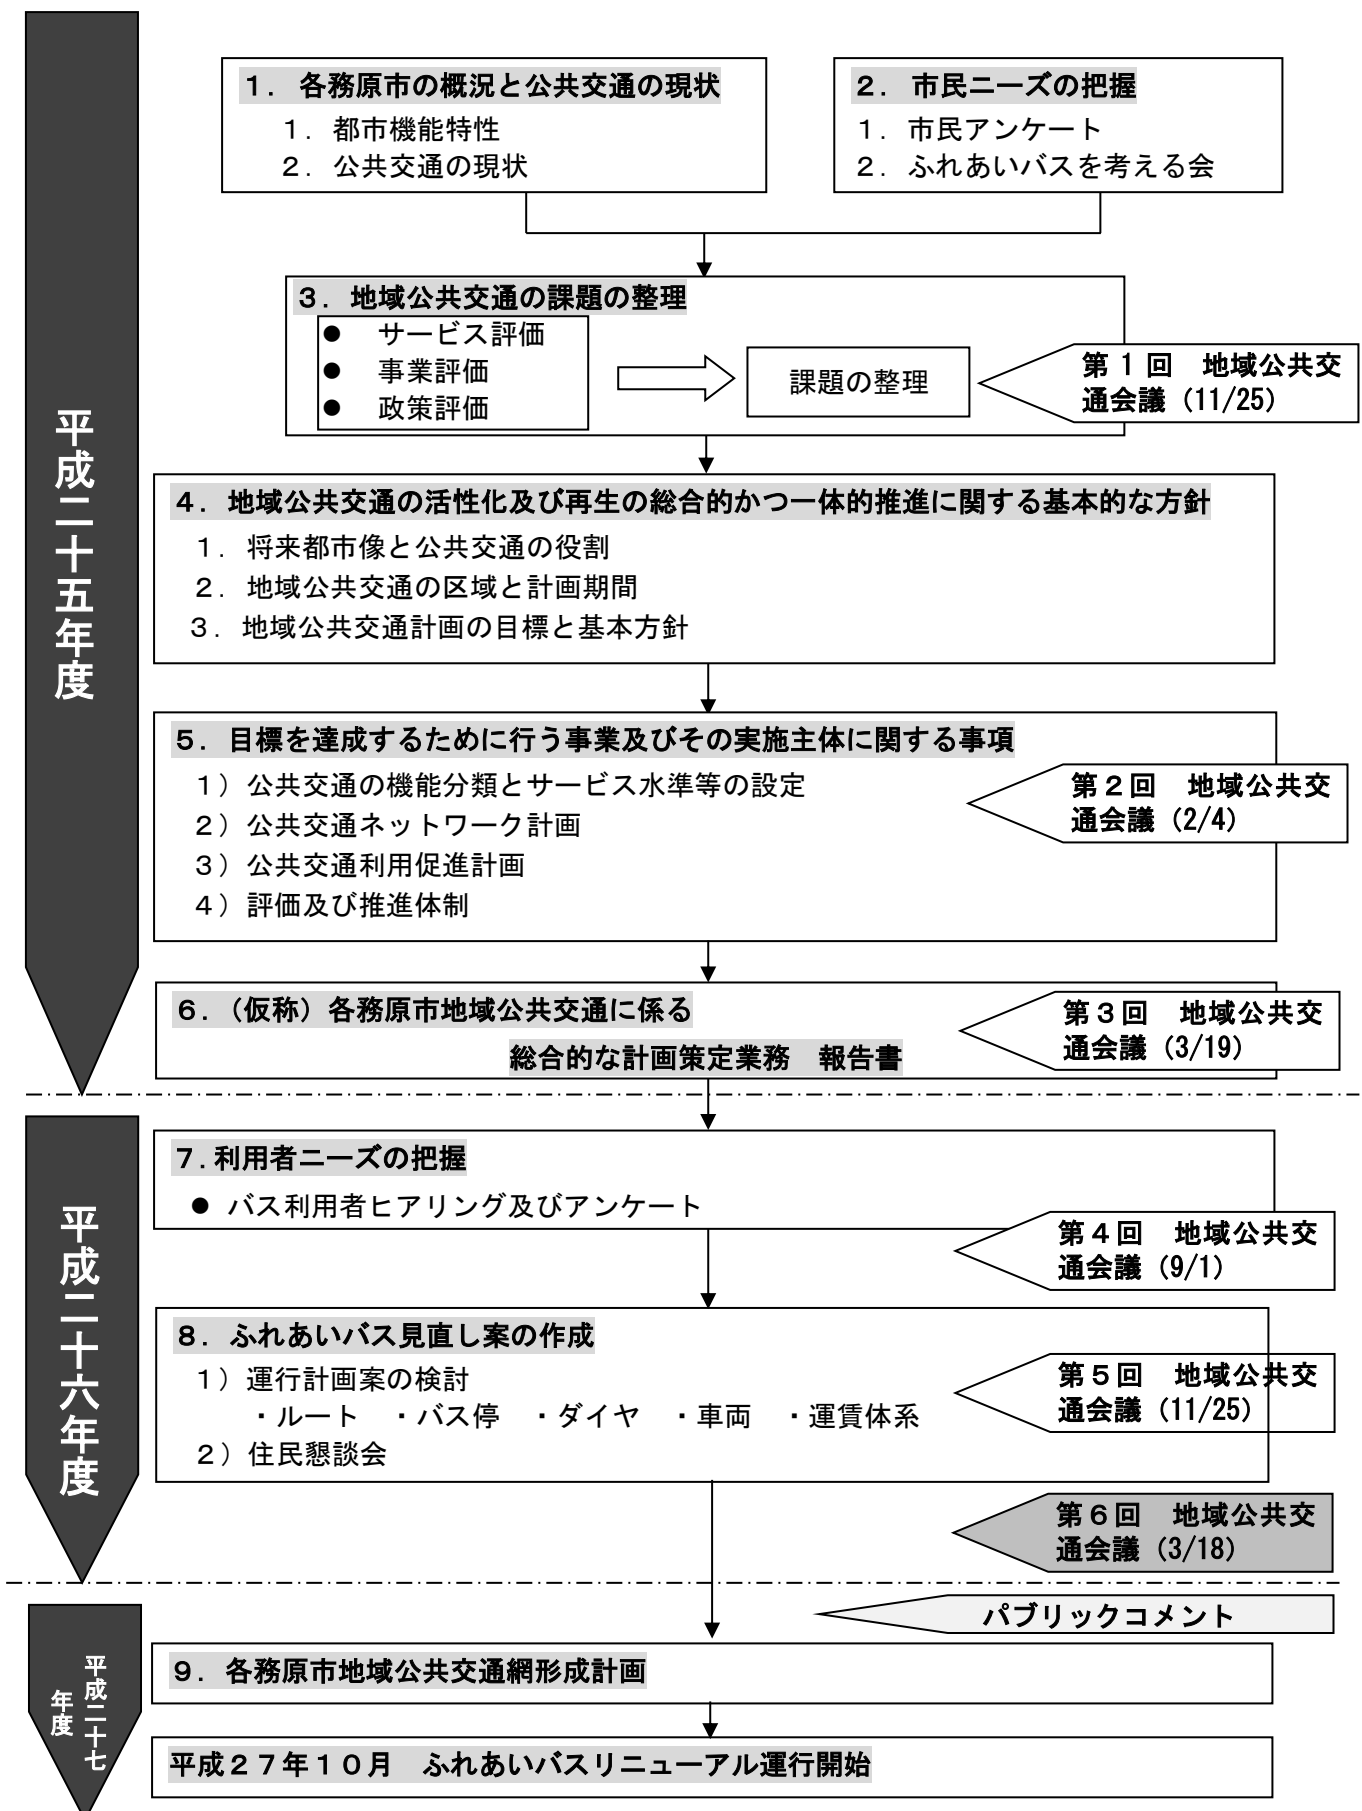 平成二十五年度
１．各務原市の概況と公共交通の現状
１．都市機能特性
２．公共交通の現状
２．市民ニーズの把握
１．市民アンケート
２．ふれあいバスを考える会
３．地域公共交通の課題の整理
● サービス評価
● 事業評価
● 政策評価
課題の整理
第１回　地域公共交
通会議（11/25）
４．地域公共交通の活性化及び再生の総合的かつ一体的推進に関する基本的な方針
１．将来都市像と公共交通の役割
２．地域公共交通の区域と計画期間
３．地域公共交通計画の目標と基本方針
５．目標を達成するために行う事業及びその実施主体に関する事項
１）公共交通の機能分類とサービス水準等の設定
２）公共交通ネットワーク計画
３）公共交通利用促進計画
４）評価及び推進体制
第２回　地域公共交
通会議（2/4）
６．（仮称）各務原市地域公共交通に係る
総合的な計画策定業務　報告書
第３回　地域公共交
通会議（3/19）
平成二十六年度
７．利用者ニーズの把握
● バス利用者ヒアリング及びアンケート
第４回　地域公共交
通会議（9/1）
８．ふれあいバス見直し案の作成
１）運行計画案の検討
・ルート　・バス停　・ダイヤ　・車両　・運賃体系
２）住民懇談会
第５回　地域公共交
通会議（11/25）
第６回　地域公共交
通会議（3/18）
パブリックコメント
平成二十七
年度
９．各務原市地域公共交通網形成計画
平成２７年１０月　ふれあいバスリニューアル運行開始